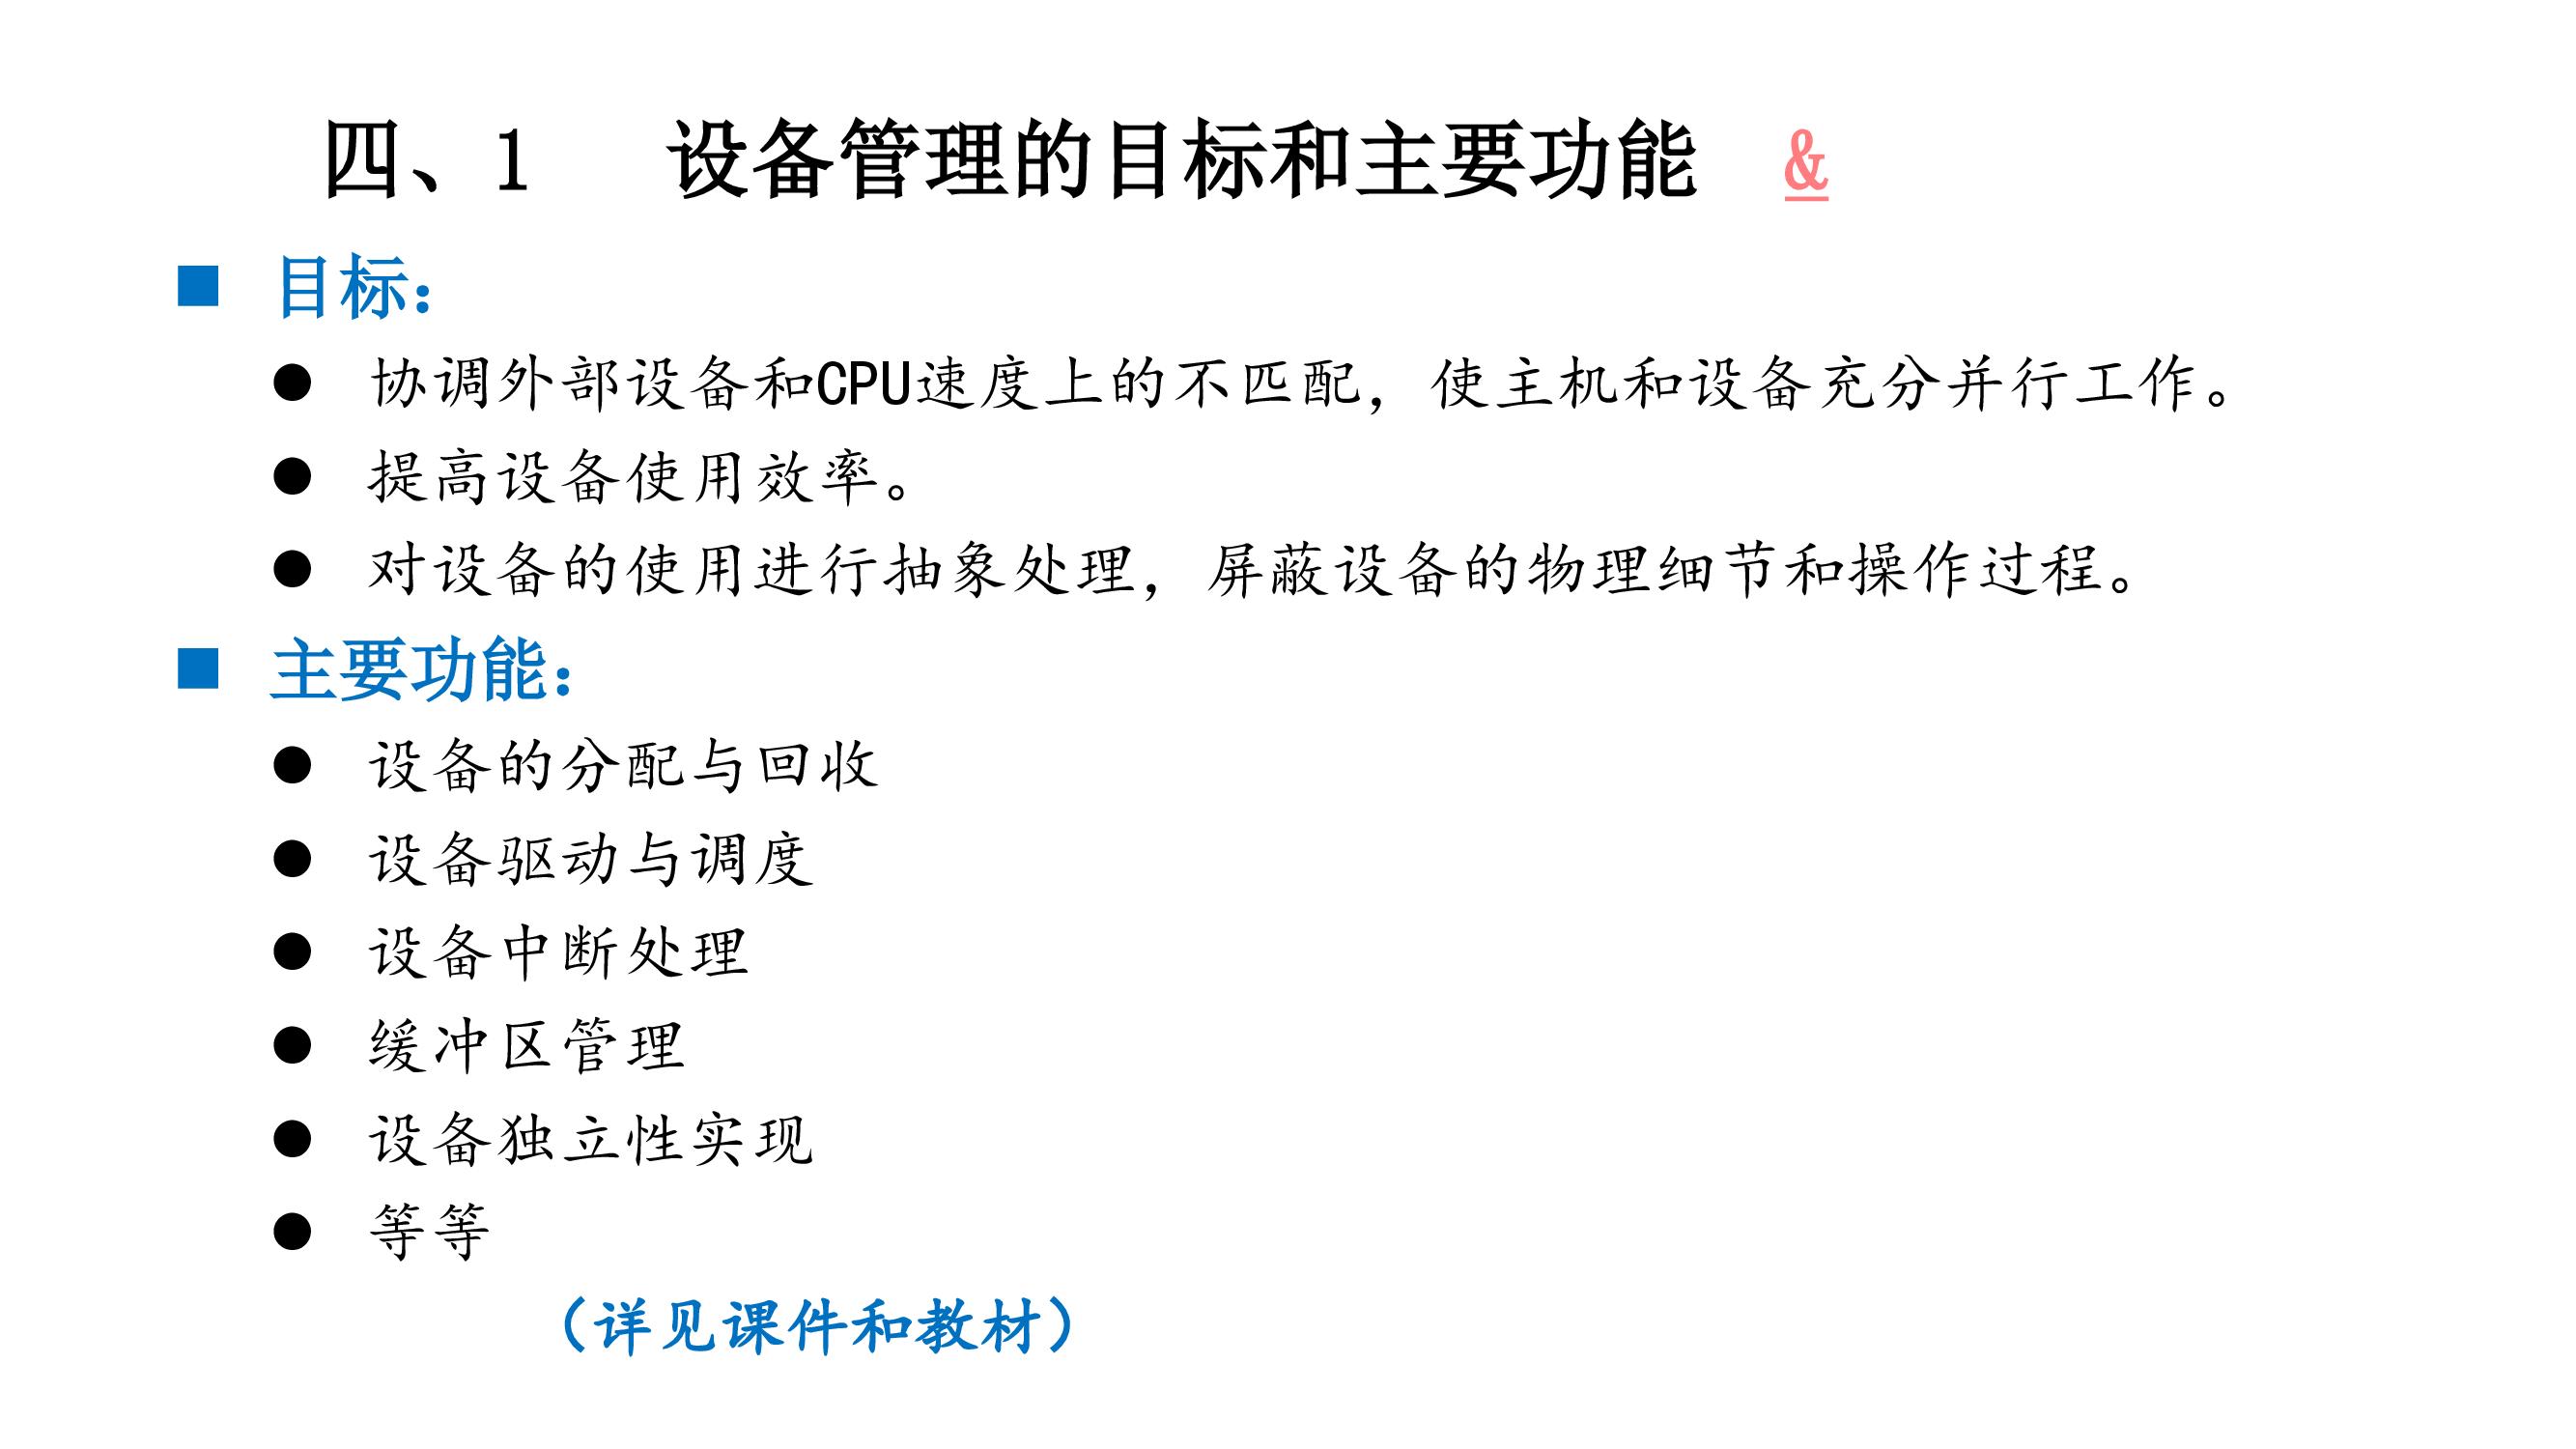 四、1 设备管理的目标和主要功能 &
■ 目标：
● 协调外部设备和CPU速度上的不匹配，使主机和设备充分并行工作。
● 提高设备使用效率。
● 对设备的使用进行抽象处理，屏蔽设备的物理细节和操作过程。
■ 主要功能：
● 设备的分配与回收
● 设备驱动与调度
● 设备中断处理
● 缓冲区管理
● 设备独立性实现
● 等等
（详见课件和教材）